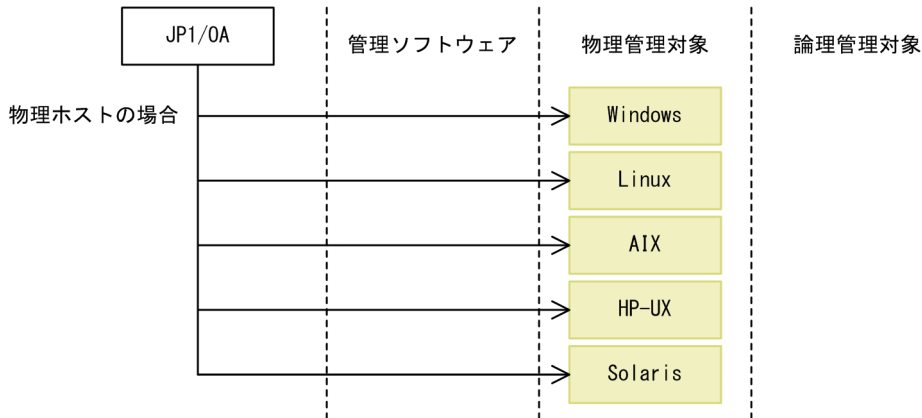 JP1/OA
管理ソフトウェア
物理管理対象
論理管理対象
物理ホストの場合
Windows
Linux
AIX
HP-UX
Solaris